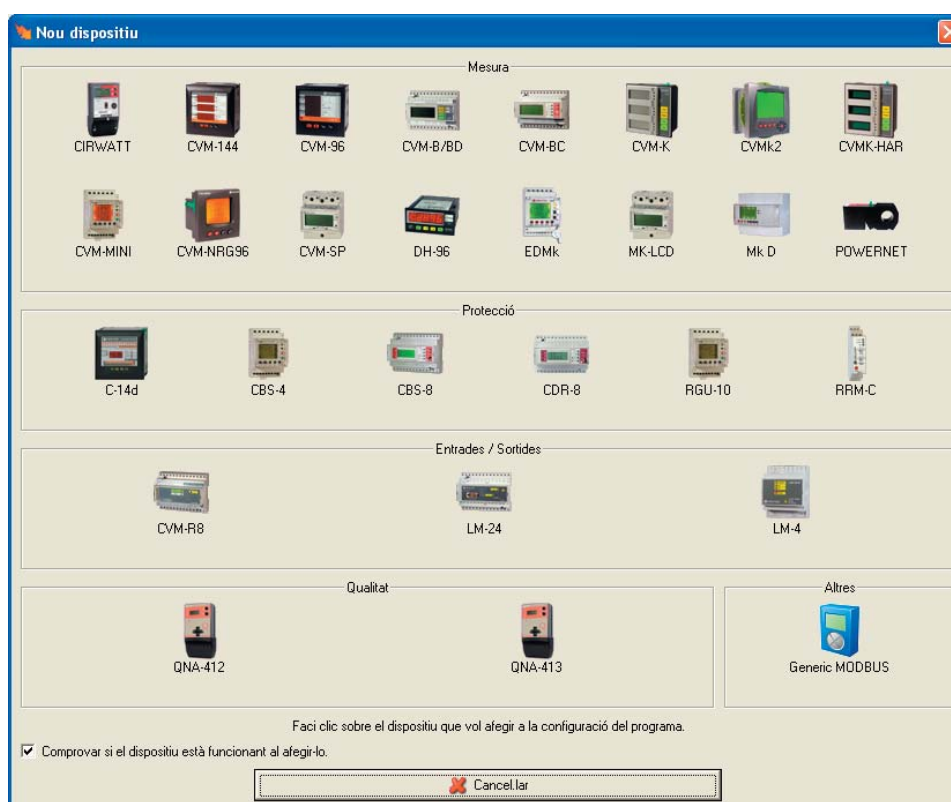 Nou dispositiu
Mesura
CIRWATT CVM-144 CVM-96 CVM-B/BD CVM-BC CVM-K CVMk2 CVMK-HAR
CVM-MINI CVM-NRG96 CVM-SP DH-96 EDMk MK-LCD Mk D POWERNET
Protecció
C-14d CBS-4 CBS-8 CDR-8 RGU-10 RRM-C
Entrades / Sortides
CVM-R8 LM-24 LM-4
Qualitat
QNA-412 QNA-413
Altres
Generic MODBUS
Faci clic sobre el dispositiu que vol afegir a la configuració del programa.
Comprovar si el dispositiu està funcionant al afegir-lo.
Cancel.lar